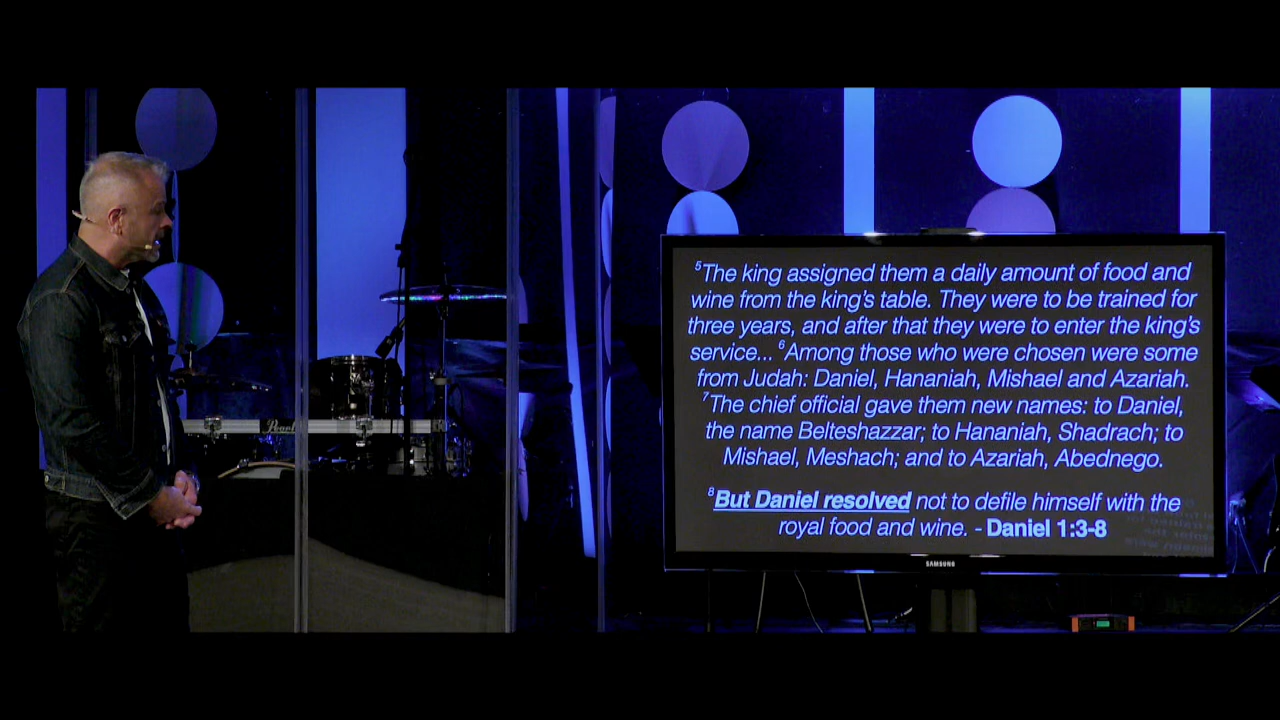 ⁵The king assigned them a daily amount of food and
wine from the king's table. They were to be trained for
three years, and after that they were to enter the king's
service... ⁶Among those who were chosen were some
from Judah: Daniel, Hananiah, Mishael and Azariah.
⁷The chief official gave them new names: to Daniel,
the name Belteshazzar; to Hananiah, Shadrach; to
Mishael, Meshach; and to Azariah, Abednego.
⁸But Daniel resolved not to defile himself with the
royal food and wine. - Daniel 1:3-8
SAMSUNG
Pearl